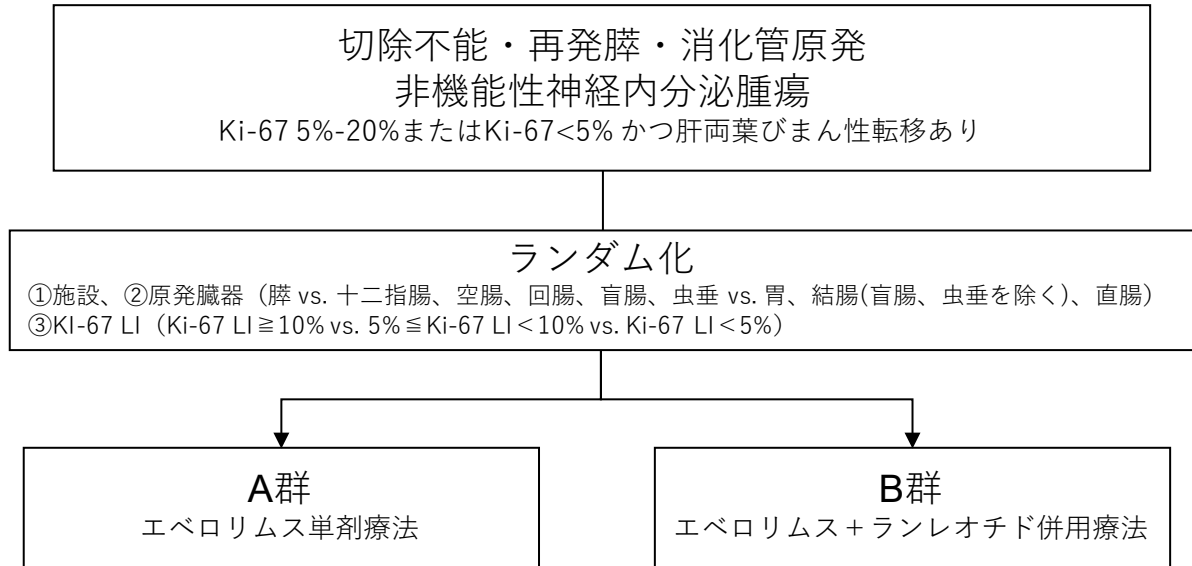 切除不能・再発膵・消化管原発
非機能性神経内分泌腫瘍
Ki-67 5%-20%またはKi-67<5% かつ肝両葉びまん性転移あり
ランダム化
①施設、②原発臓器（膵 vs. 十二指腸、空腸、回腸、盲腸、虫垂 vs. 胃、結腸(盲腸、虫垂を除く)、直腸）
③KI-67 LI（Ki-67 LI≧10% vs. 5%≦Ki-67 LI＜10% vs. Ki-67 LI＜5%）
A群
エベロリムス単剤療法
B群
エベロリムス＋ランレオチド併用療法